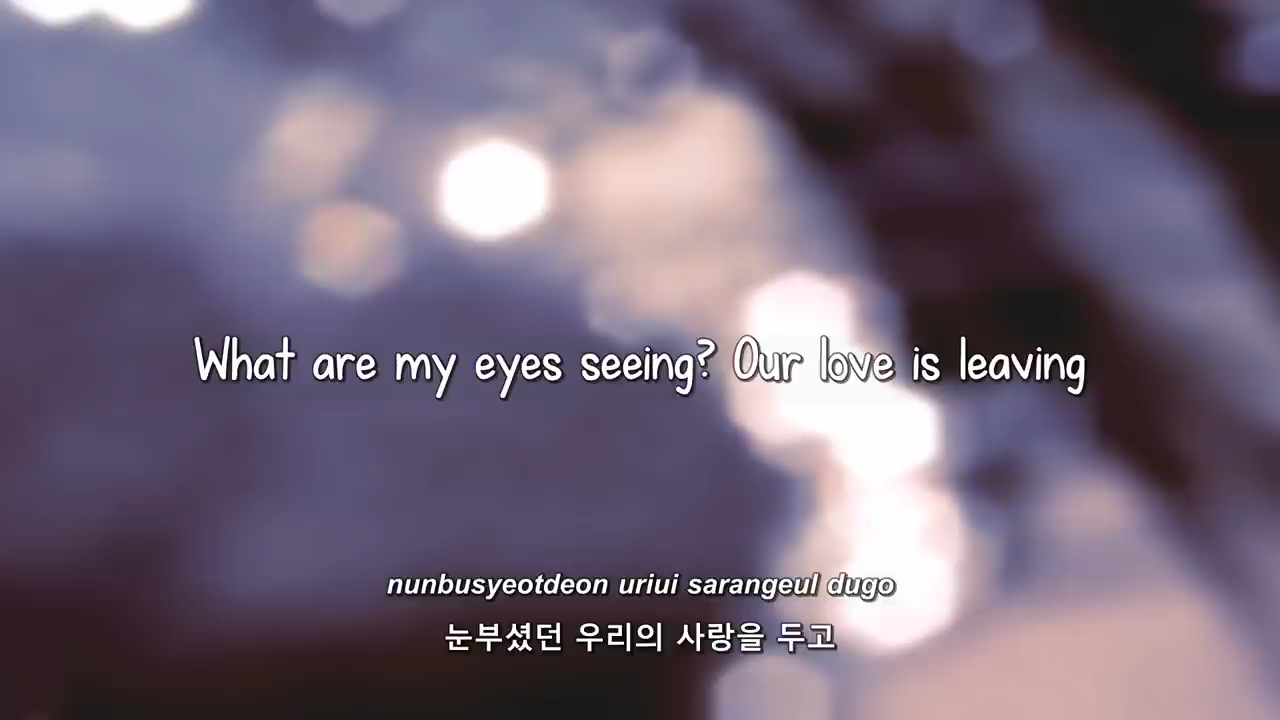 What are my eyes seeing? Our love is leaving
nunbusyeotdeon uriui sarangeul dugo
눈부셨던 우리의 사랑을 두고